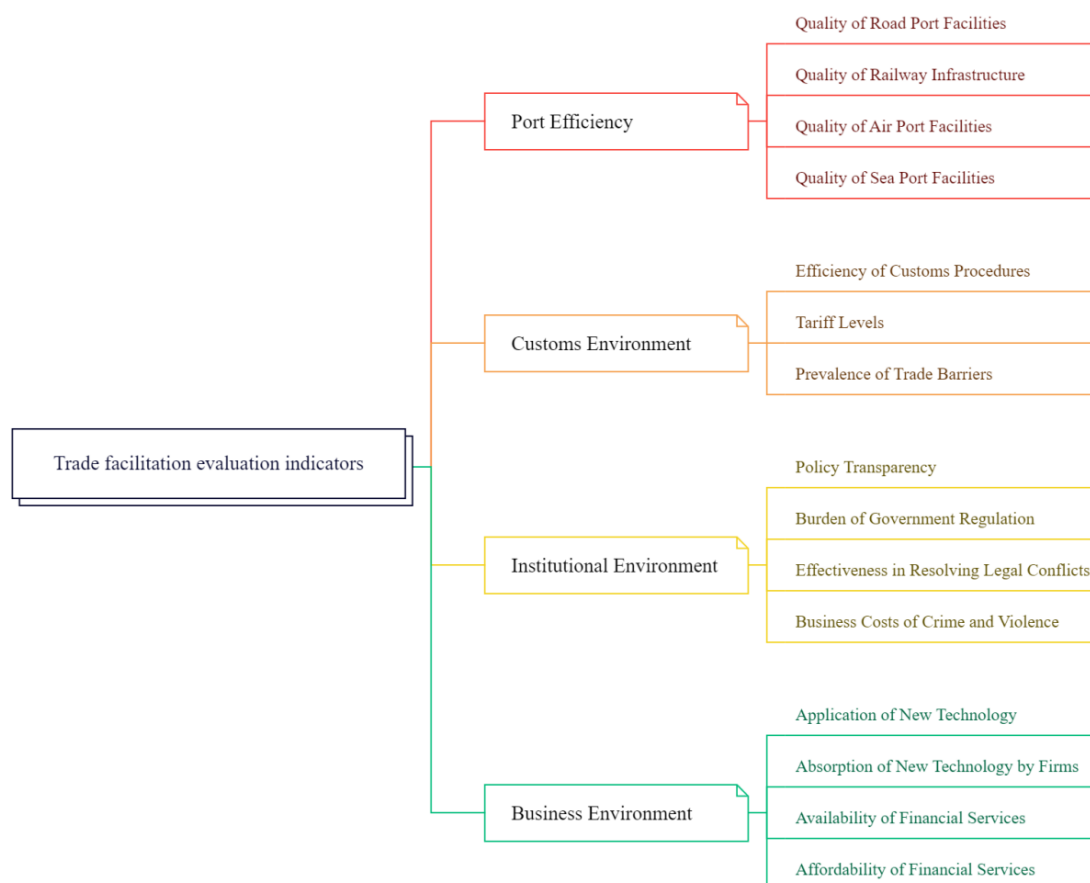 Trade facilitation evaluation indicators
Port Efficiency
Quality of Road Port Facilities
Quality of Railway Infrastructure
Quality of Air Port Facilities
Quality of Sea Port Facilities
Customs Environment
Efficiency of Customs Procedures
Tariff Levels
Prevalence of Trade Barriers
Institutional Environment
Policy Transparency
Burden of Government Regulation
Effectiveness in Resolving Legal Conflicts
Business Costs of Crime and Violence
Business Environment
Application of New Technology
Absorption of New Technology by Firms
Availability of Financial Services
Affordability of Financial Services